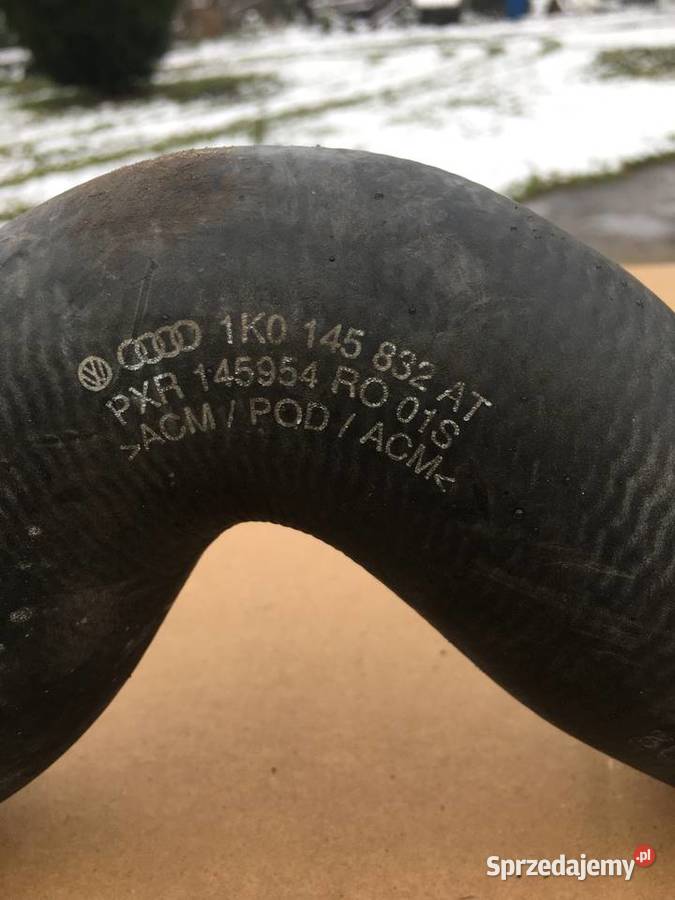 1K0 145 832 AT
PXR 145954 RO 01S
>ACM / POD / ACM<
Sprzedajemy.pl